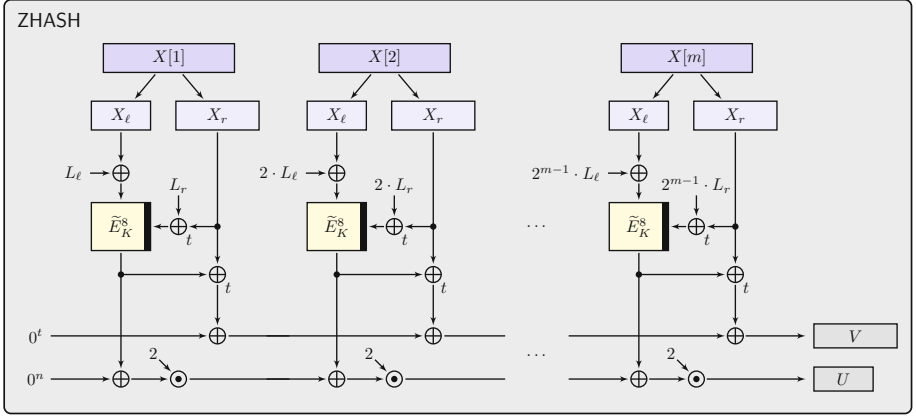 ZHASH
X[1] X[2] X[m]
X_ℓ X_r X_ℓ X_r X_ℓ X_r
L_ℓ 2 · L_ℓ 2^{m−1} · L_ℓ
L_r 2 · L_r 2^{m−1} · L_r
Ẽ_K^8 Ẽ_K^8 ... Ẽ_K^8
t t t
t t t
0^t V
2 2 ... 2
0^n U